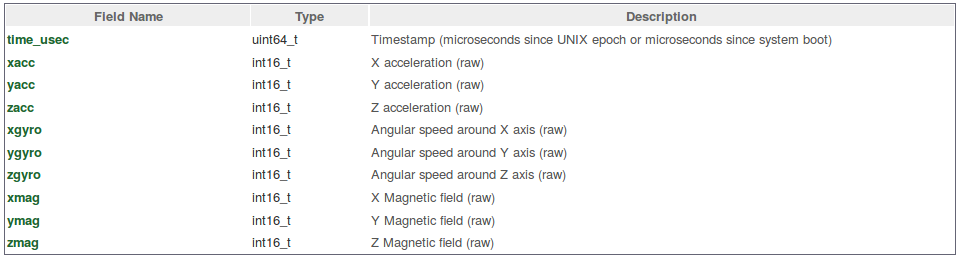 Field Name Type Description
time_usec uint64_t Timestamp (microseconds since UNIX epoch or microseconds since system boot)
xacc int16_t X acceleration (raw)
yacc int16_t Y acceleration (raw)
zacc int16_t Z acceleration (raw)
xgyro int16_t Angular speed around X axis (raw)
ygyro int16_t Angular speed around Y axis (raw)
zgyro int16_t Angular speed around Z axis (raw)
xmag int16_t X Magnetic field (raw)
ymag int16_t Y Magnetic field (raw)
zmag int16_t Z Magnetic field (raw)